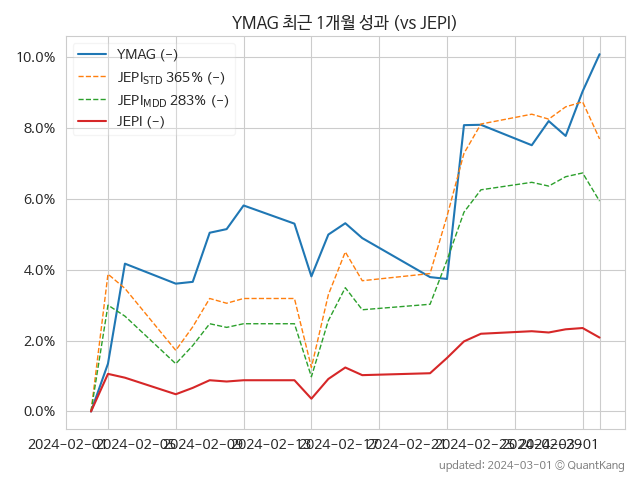 YMAG 최근 1개월 성과 (vs JEPI)
YMAG (-)
JEPI_STD 365% (-)
JEPI_MDD 283% (-)
JEPI (-)
10.0%
8.0%
6.0%
4.0%
2.0%
0.0%
2024-02-01 2024-02-05 2024-02-09 2024-02-13 2024-02-17 2024-02-21 2024-02-25 2024-02-29 2024-03-01
updated: 2024-03-01 © QuantKang